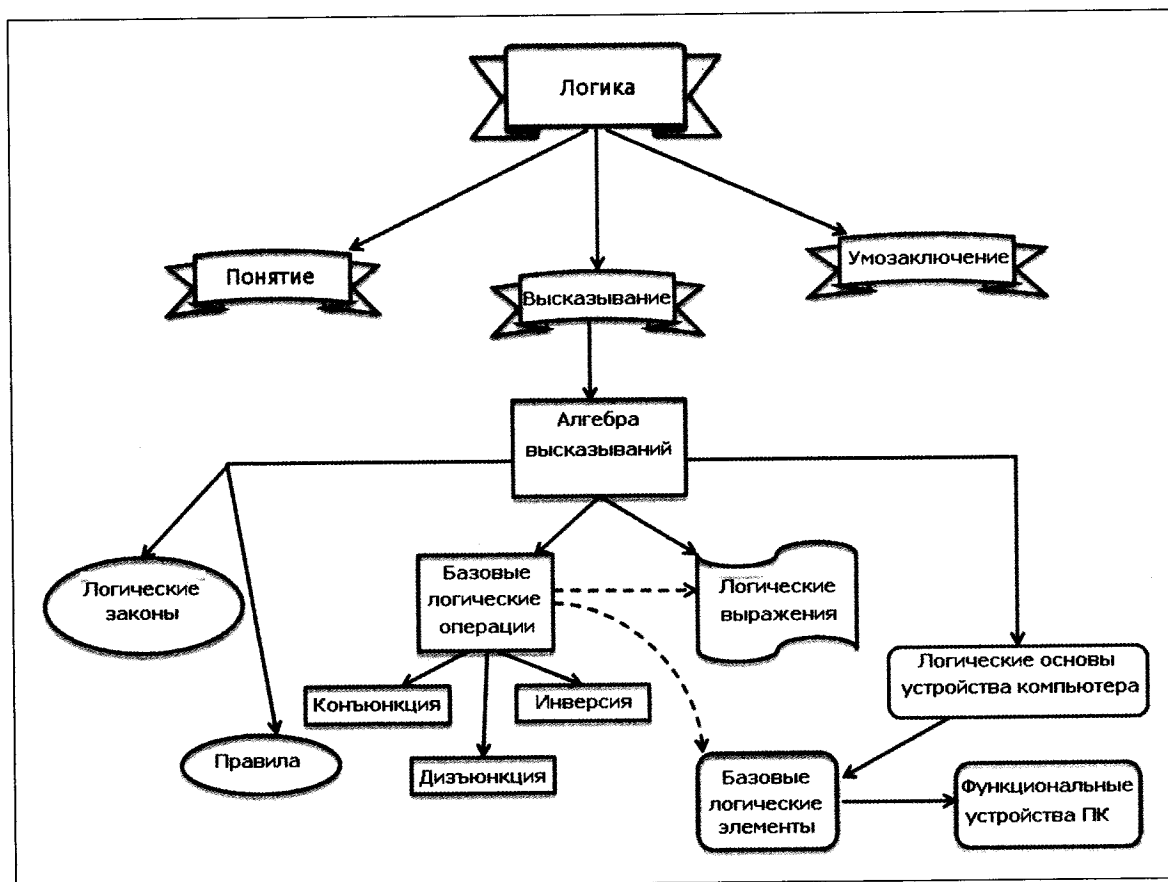 Логика
Понятие
Высказывание
Умозаключение
Алгебра
высказываний
Логические
законы
Базовые
логические
операции
Логические
выражения
Логические основы
устройства компьютера
Конъюнкция
Инверсия
Правила
Дизъюнкция
Базовые
логические
элементы
Функциональные
устройства ПК